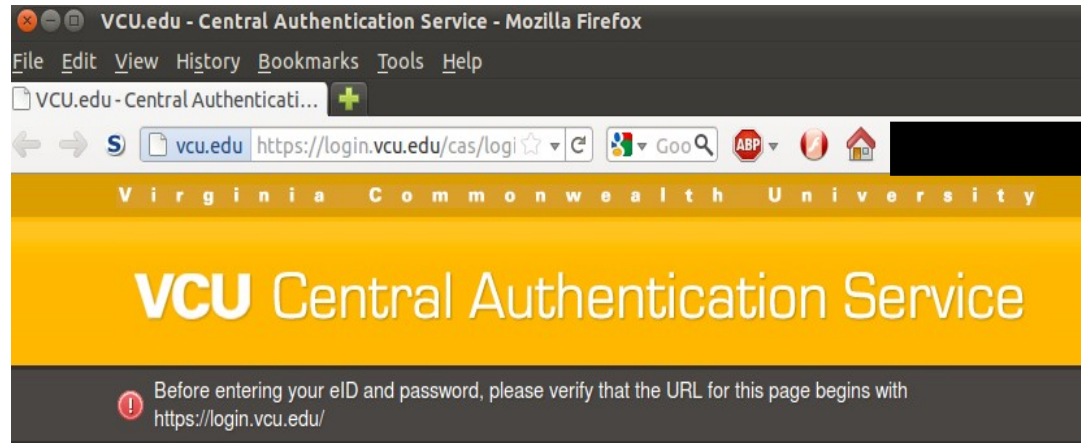 VCU.edu - Central Authentication Service - Mozilla Firefox
File Edit View History Bookmarks Tools Help
VCU.edu - Central Authenticati...
S vcu.edu https://login.vcu.edu/cas/logi Goo ABP
Virginia Commonwealth University
VCU Central Authentication Service
Before entering your eID and password, please verify that the URL for this page begins with
https://login.vcu.edu/